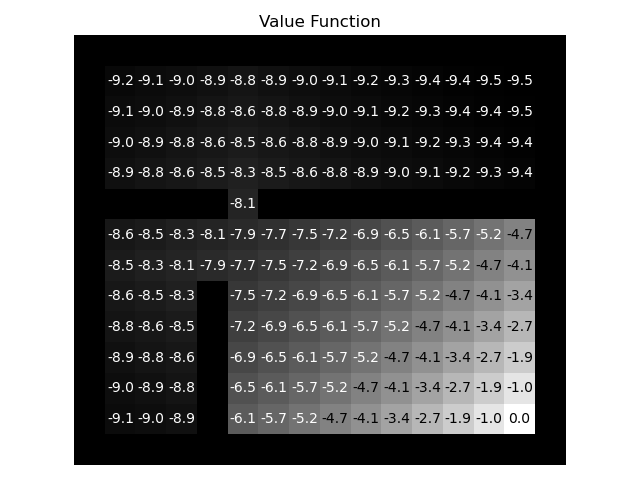 Value Function
-9.2 -9.1 -9.0 -8.9 -8.8 -8.9 -9.0 -9.1 -9.2 -9.3 -9.4 -9.4 -9.5 -9.5
-9.1 -9.0 -8.9 -8.8 -8.6 -8.8 -8.9 -9.0 -9.1 -9.2 -9.3 -9.4 -9.4 -9.5
-9.0 -8.9 -8.8 -8.6 -8.5 -8.6 -8.8 -8.9 -9.0 -9.1 -9.2 -9.3 -9.4 -9.4
-8.9 -8.8 -8.6 -8.5 -8.3 -8.5 -8.6 -8.8 -8.9 -9.0 -9.1 -9.2 -9.3 -9.4
-8.1
-8.6 -8.5 -8.3 -8.1 -7.9 -7.7 -7.5 -7.2 -6.9 -6.5 -6.1 -5.7 -5.2 -4.7
-8.5 -8.3 -8.1 -7.9 -7.7 -7.5 -7.2 -6.9 -6.5 -6.1 -5.7 -5.2 -4.7 -4.1
-8.6 -8.5 -8.3 -7.5 -7.2 -6.9 -6.5 -6.1 -5.7 -5.2 -4.7 -4.1 -3.4
-8.8 -8.6 -8.5 -7.2 -6.9 -6.5 -6.1 -5.7 -5.2 -4.7 -4.1 -3.4 -2.7
-8.9 -8.8 -8.6 -6.9 -6.5 -6.1 -5.7 -5.2 -4.7 -4.1 -3.4 -2.7 -1.9
-9.0 -8.9 -8.8 -6.5 -6.1 -5.7 -5.2 -4.7 -4.1 -3.4 -2.7 -1.9 -1.0
-9.1 -9.0 -8.9 -6.1 -5.7 -5.2 -4.7 -4.1 -3.4 -2.7 -1.9 -1.0 0.0